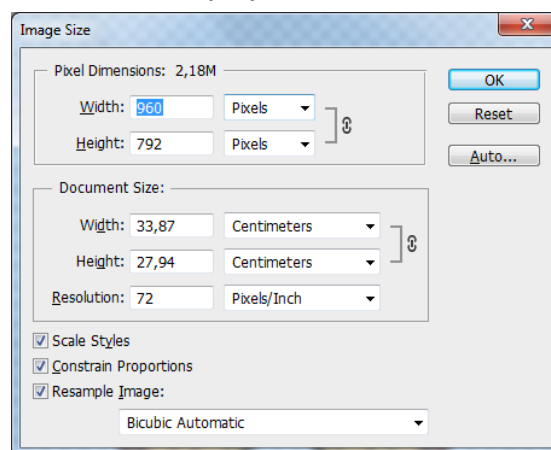 Image Size
Pixel Dimensions: 2,18M
Width: 960 Pixels
Height: 792 Pixels
OK
Reset
Auto...
Document Size:
Width: 33,87 Centimeters
Height: 27,94 Centimeters
Resolution: 72 Pixels/Inch
Scale Styles
Constrain Proportions
Resample Image:
Bicubic Automatic